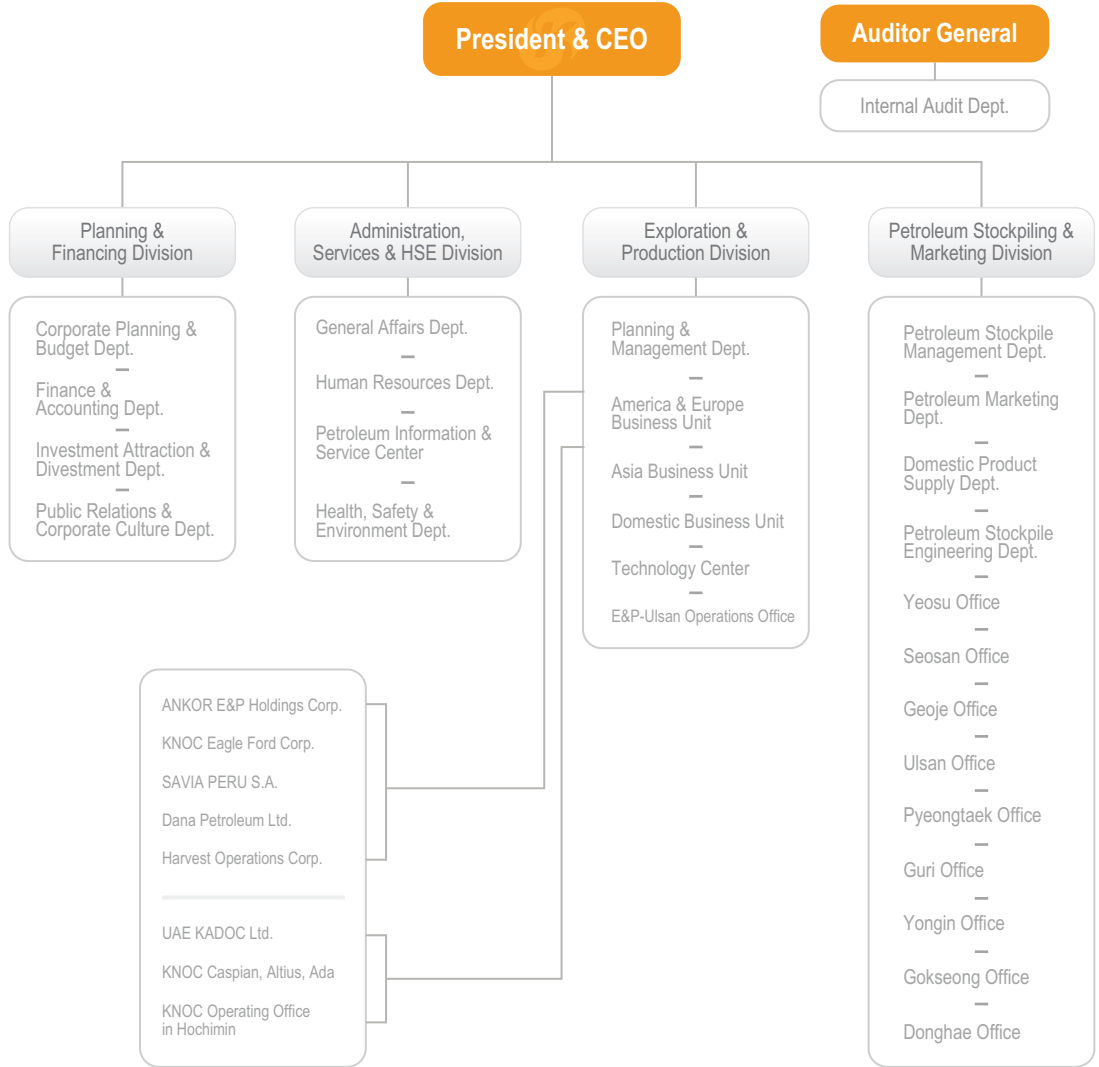 President & CEO
Auditor General
Internal Audit Dept.
Planning &
Financing Division
Administration,
Services & HSE Division
Exploration &
Production Division
Petroleum Stockpiling &
Marketing Division
Corporate Planning &
Budget Dept.
Finance &
Accounting Dept.
Investment Attraction &
Divestment Dept.
Public Relations &
Corporate Culture Dept.
General Affairs Dept.
Human Resources Dept.
Petroleum Information &
Service Center
Health, Safety &
Environment Dept.
Planning &
Management Dept.
America & Europe
Business Unit
Asia Business Unit
Domestic Business Unit
Technology Center
E&P-Ulsan Operations Office
Petroleum Stockpile
Management Dept.
Petroleum Marketing
Dept.
Domestic Product
Supply Dept.
Petroleum Stockpile
Engineering Dept.
Yeosu Office
Seosan Office
Geoje Office
Ulsan Office
Pyeongtaek Office
Guri Office
Yongin Office
Gokseong Office
Donghae Office
ANKOR E&P Holdings Corp.
KNOC Eagle Ford Corp.
SAVIA PERU S.A.
Dana Petroleum Ltd.
Harvest Operations Corp.
UAE KADOC Ltd.
KNOC Caspian, Altius, Ada
KNOC Operating Office
in Hochimin